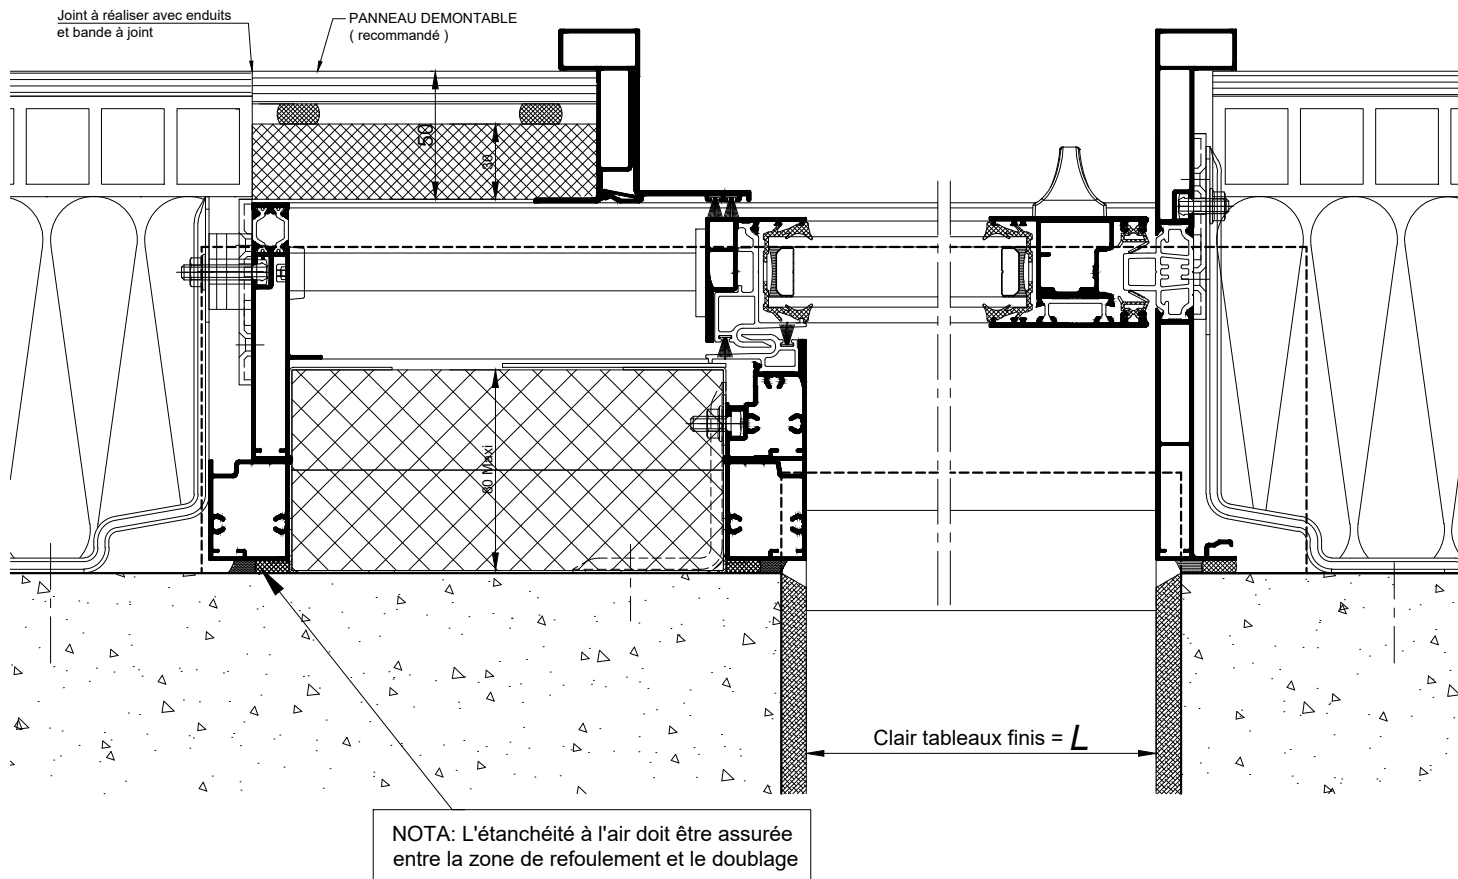 Joint à réaliser avec enduits
et bande à joint
PANNEAU DEMONTABLE
( recommandé )
50
30
80 Maxi
Clair tableaux finis = L
NOTA: L'étanchéité à l'air doit être assurée
entre la zone de refoulement et le doublage